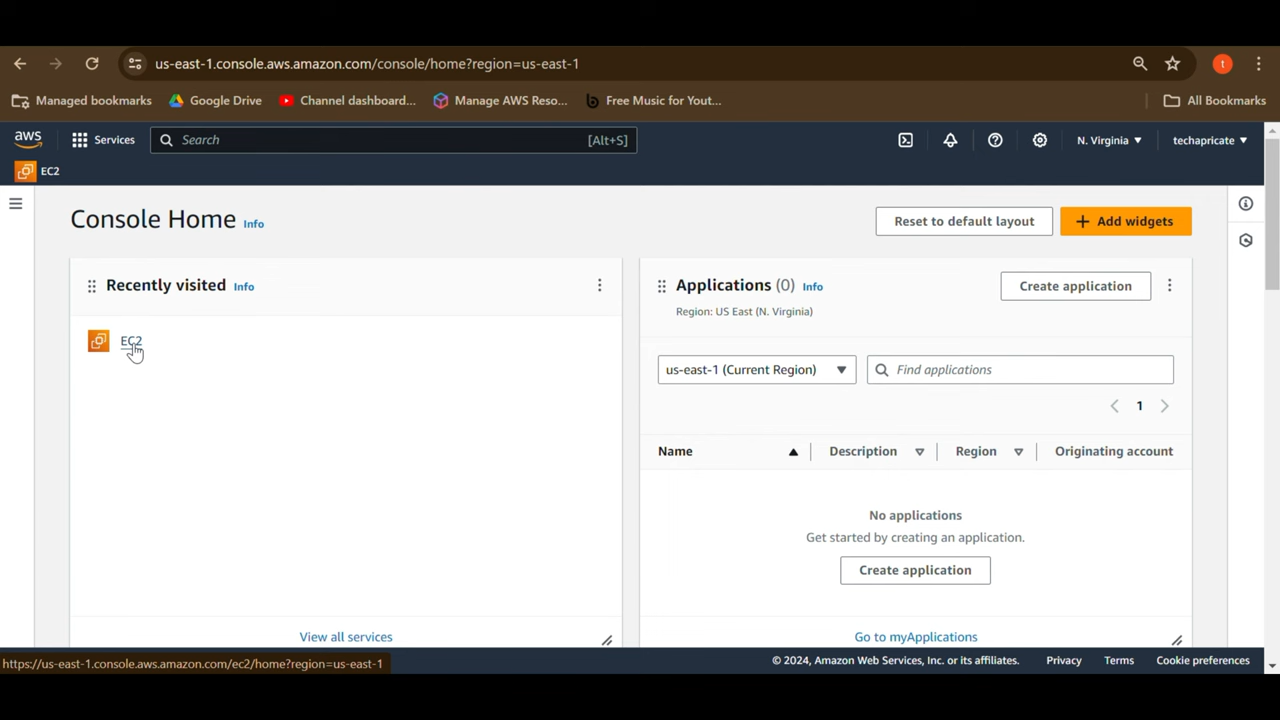 us-east-1.console.aws.amazon.com/console/home?region=us-east-1
t
Managed bookmarks
Google Drive
Channel dashboard...
Manage AWS Reso...
Free Music for Yout...
All Bookmarks
aws
Services
Search
[Alt+S]
N. Virginia
techapricate
EC2
Console Home
Info
Reset to default layout
Add widgets
Recently visited
Info
EC2
View all services
Applications (0)
Info
Create application
Region: US East (N. Virginia)
us-east-1 (Current Region)
Find applications
1
Name
Description
Region
Originating account
No applications
Get started by creating an application.
Create application
Go to myApplications
https://us-east-1.console.aws.amazon.com/ec2/home?region=us-east-1
© 2024, Amazon Web Services, Inc. or its affiliates.
Privacy
Terms
Cookie preferences